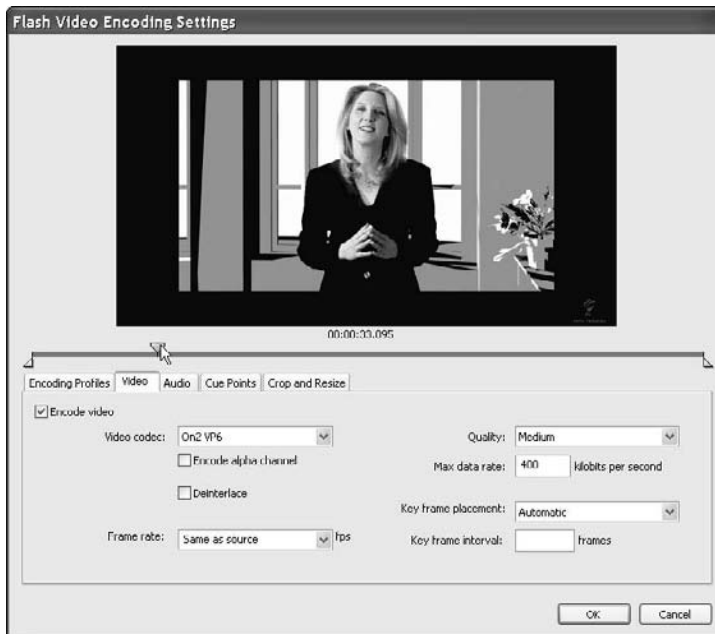 Flash Video Encoding Settings
00:00:33.095
Encoding Profiles Video Audio Cue Points Crop and Resize
Encode video
Video codec: On2 VP6 Quality: Medium
Encode alpha channel Max data rate: 400 kilobits per second
Deinterlace
Key frame placement: Automatic
Frame rate: Same as source fps Key frame interval: frames
OK Cancel